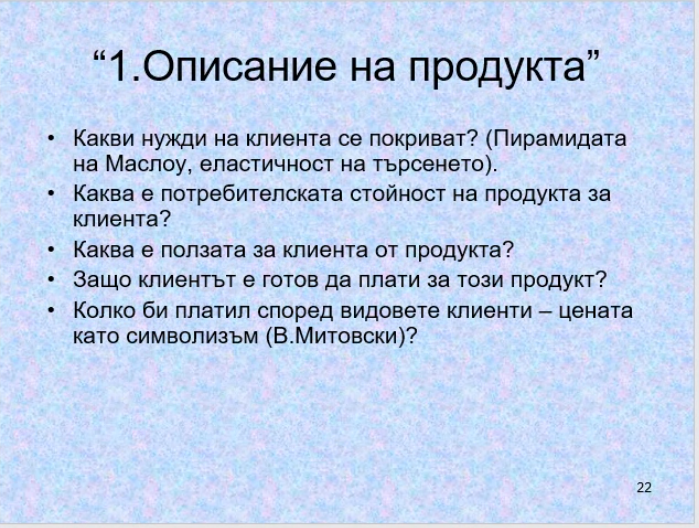 “1.Описание на продукта”
• Какви нужди на клиента се покриват? (Пирамидата
на Маслоу, еластичност на търсенето).
• Каква е потребителската стойност на продукта за
клиента?
• Каква е ползата за клиента от продукта?
• Защо клиентът е готов да плати за този продукт?
• Колко би платил според видовете клиенти – цената
като символизъм (В.Митовски)?
22